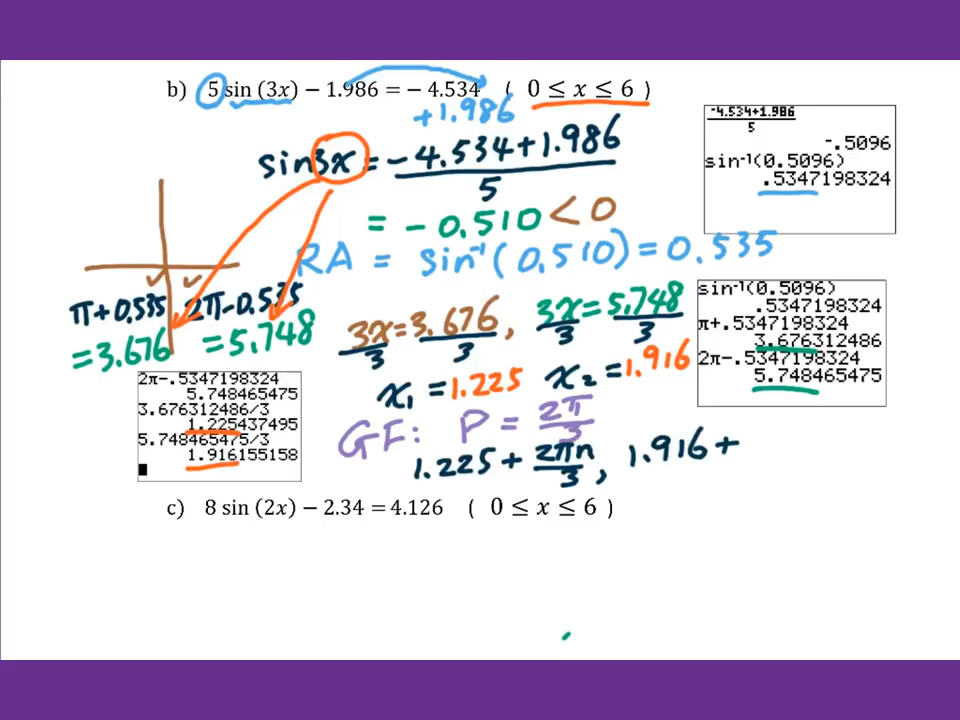 b) 5 sin (3x) − 1.986 = − 4.534 ( 0 ≤ x ≤ 6 )
+1.986
sin3x = −4.534+1.986
5
= −0.510 < 0
RA = sin⁻¹(0.510) = 0.535
π+0.535 2π−0.535
=3.676 =5.748
3x = 3.676, 3x = 5.748
3 3 3 3
x₁ = 1.225 x₂ = 1.916
GF: P = 2π
3
1.225 + 2πn , 1.916 +
3
-4.534+1.986
5
-.5096
sin⁻¹(0.5096)
.5347198324
sin⁻¹(0.5096)
.5347198324
π+.5347198324
3.676312486
2π-.5347198324
5.748465475
2π-.5347198324
5.748465475
3.676312486/3
1.225437495
5.748465475/3
1.916155158
c) 8 sin (2x) − 2.34 = 4.126 ( 0 ≤ x ≤ 6 )